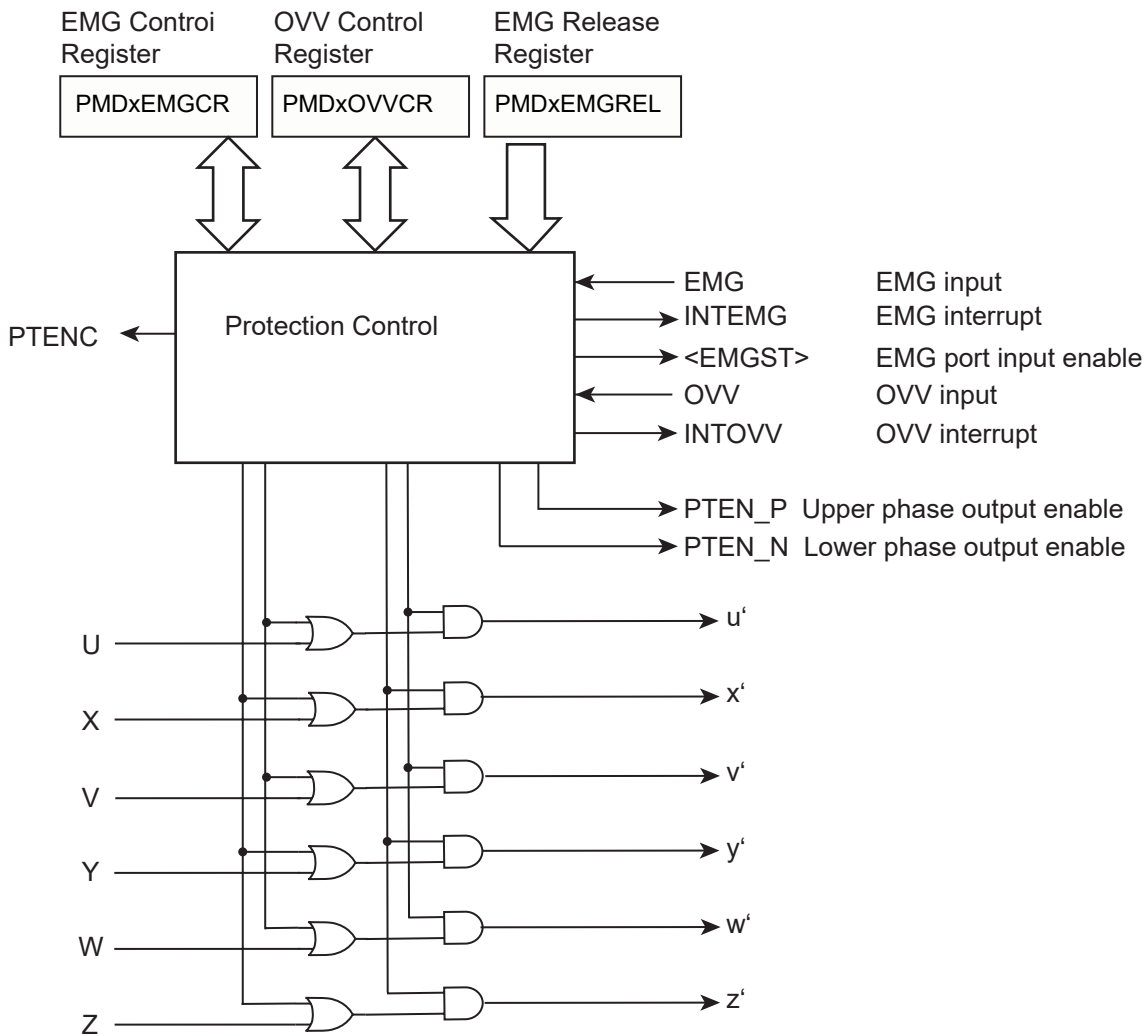 EMG Controi
Register
OVV Control
Register
EMG Release
Register
PMDxEMGCR
PMDxOVVCR
PMDxEMGREL
Protection Control
PTENC
EMG EMG input
INTEMG EMG interrupt
<EMGST> EMG port input enable
OVV OVV input
INTOVV OVV interrupt
PTEN_P Upper phase output enable
PTEN_N Lower phase output enable
U u‘
X x‘
V v‘
Y y‘
W w‘
Z z‘